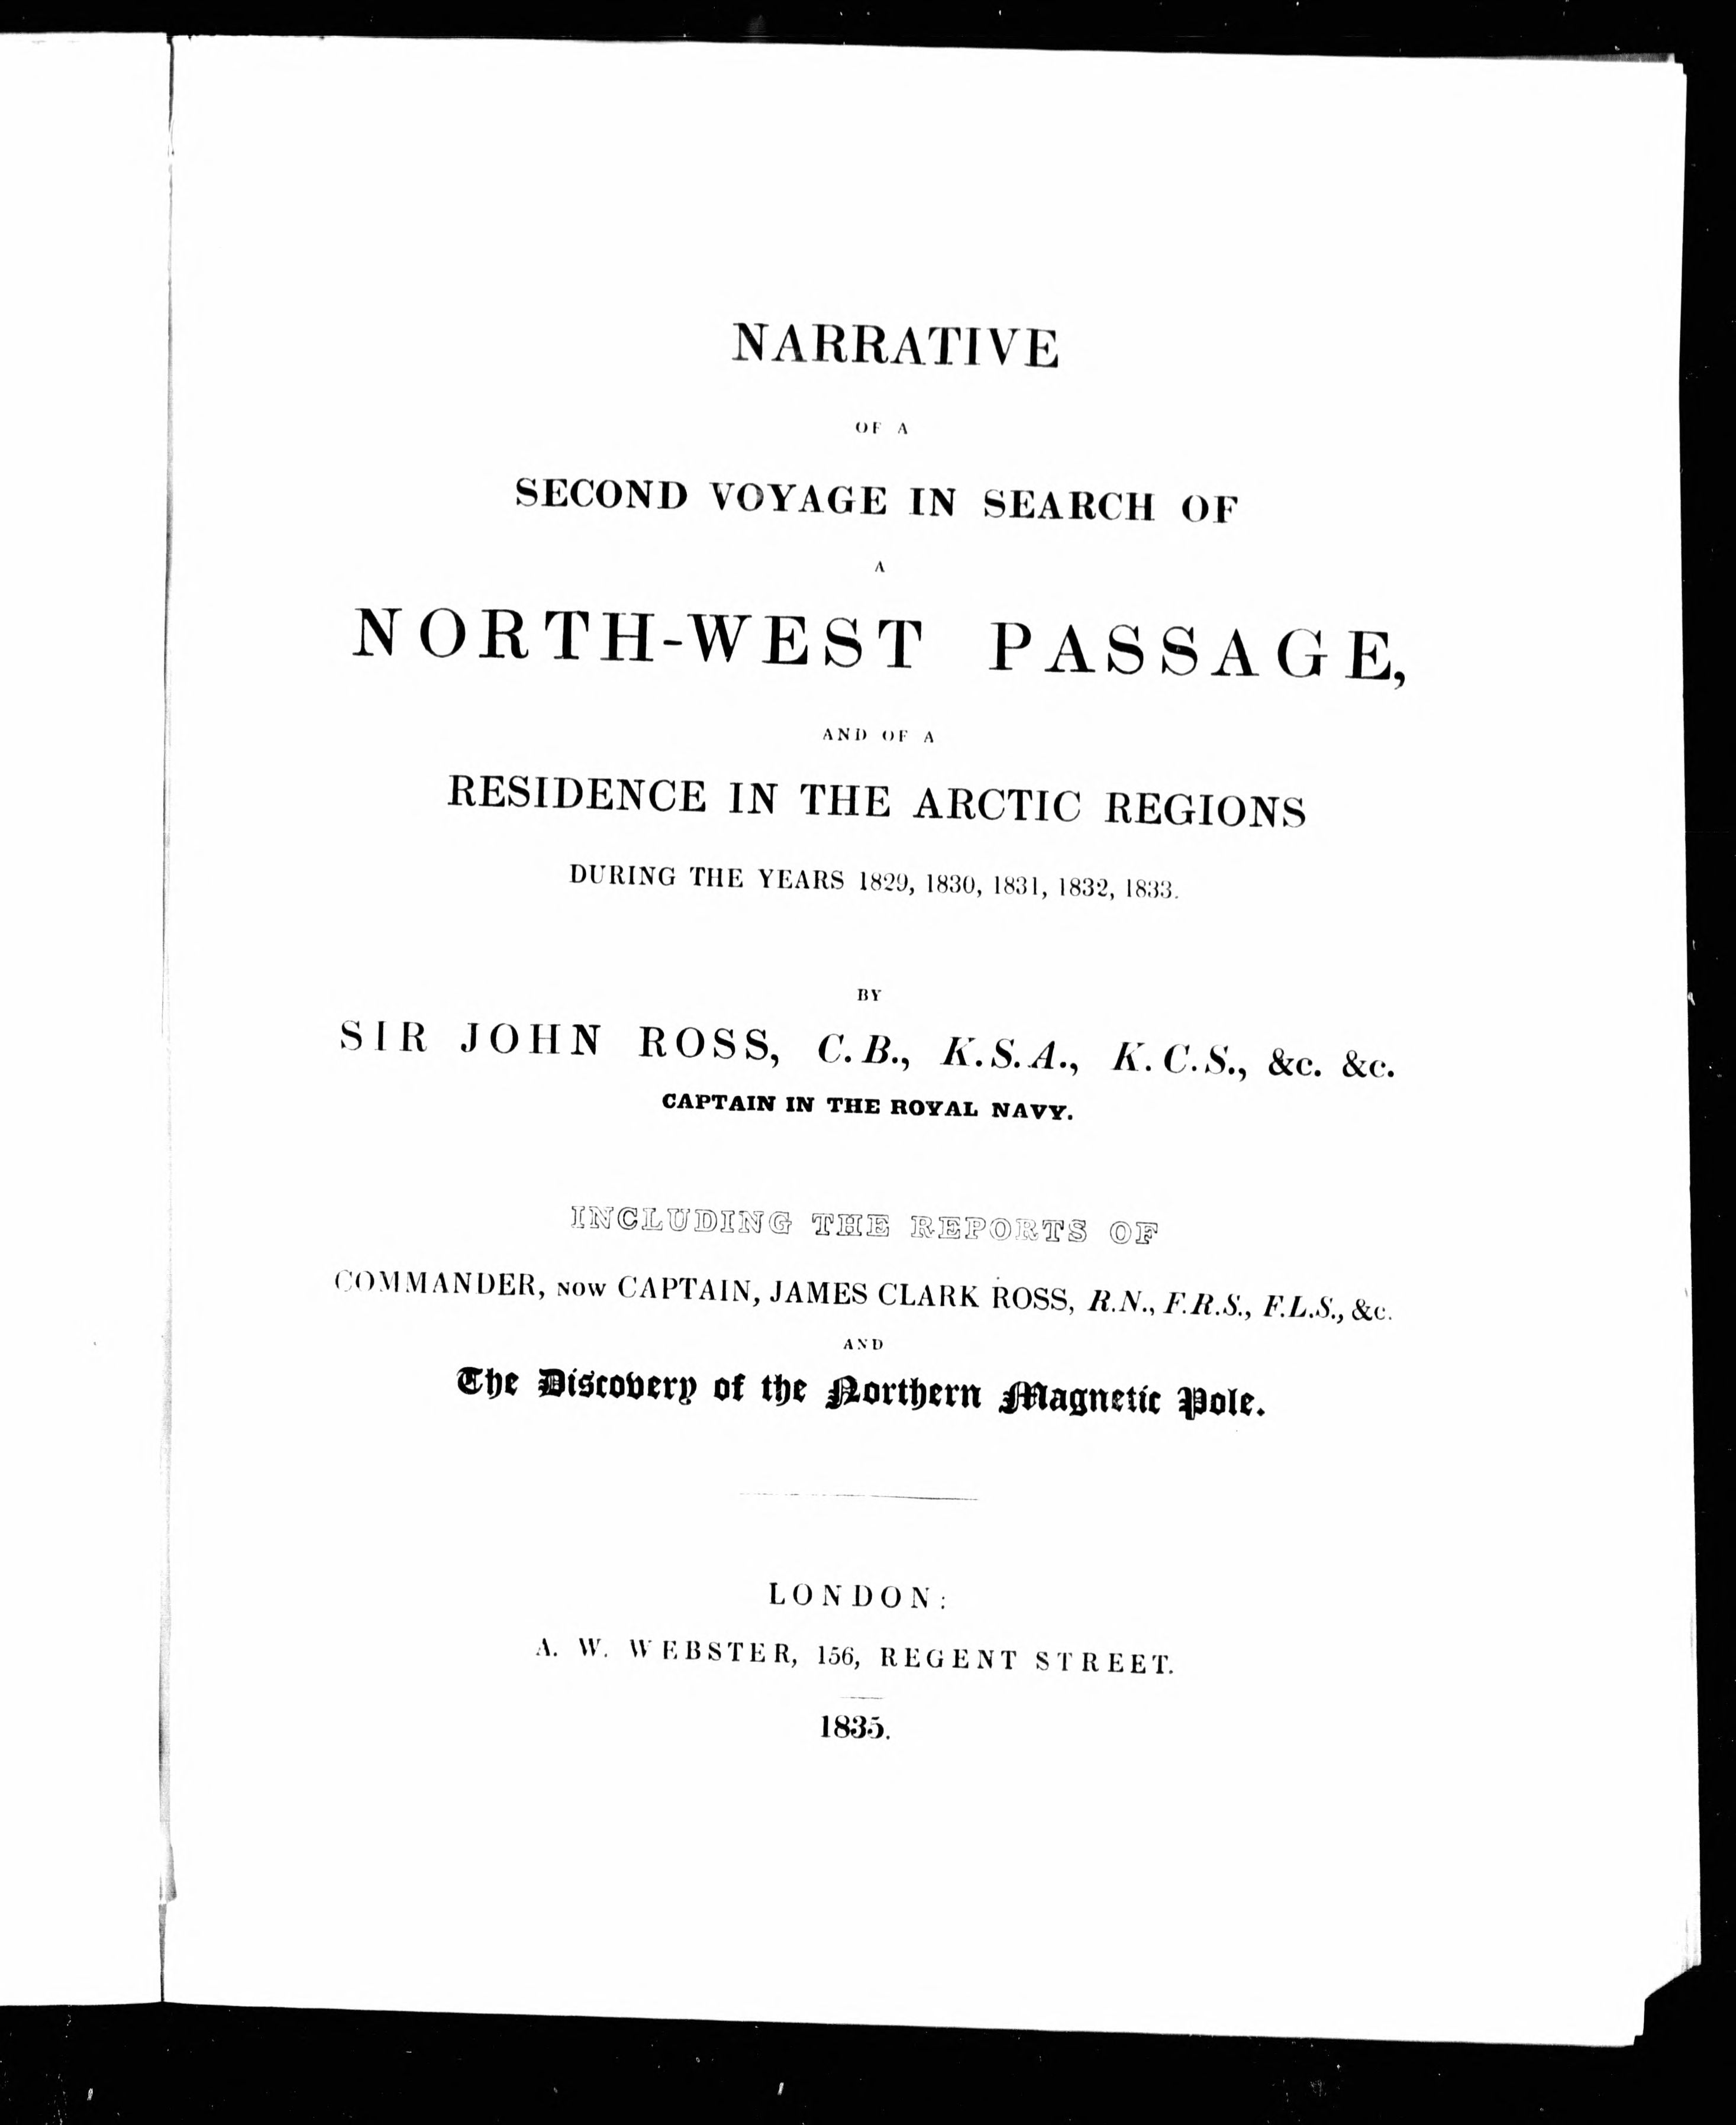 NARRATIVE
OF A
SECOND VOYAGE IN SEARCH OF
A
NORTH-WEST PASSAGE,
AND OF A
RESIDENCE IN THE ARCTIC REGIONS
DURING THE YEARS 1829, 1830, 1831, 1832, 1833.
BY
SIR JOHN ROSS, C.B., K.S.A., K.C.S., &c. &c.
CAPTAIN IN THE ROYAL NAVY.
INCLUDING THE REPORTS OF
COMMANDER, NOW CAPTAIN, JAMES CLARK ROSS, R.N., F.R.S., F.L.S., &c.
AND
The Discovery of the Northern Magnetic Pole.
LONDON:
A. W. WEBSTER, 156, REGENT STREET.
1835.